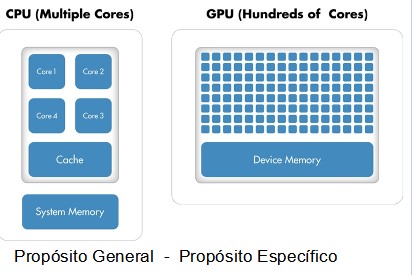 CPU (Multiple Cores)
Core 1 Core 2
Core 4 Core 3
Cache
System Memory
GPU (Hundreds of Cores)
Device Memory
Propósito General - Propósito Específico